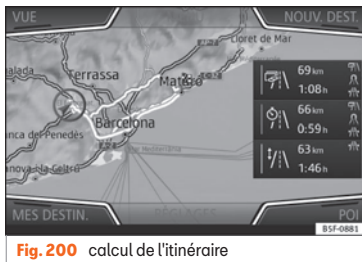 VUE
NOUV. DEST.
Lloret de Mar
Terrassa
Mataró
Barcelona
69 km
1:08 h
66 km
0:59 h
63 km
1:46 h
MES DESTIN.
RÉGLAGES
POI
B5F-0881
Fig. 200 calcul de l'itinéraire